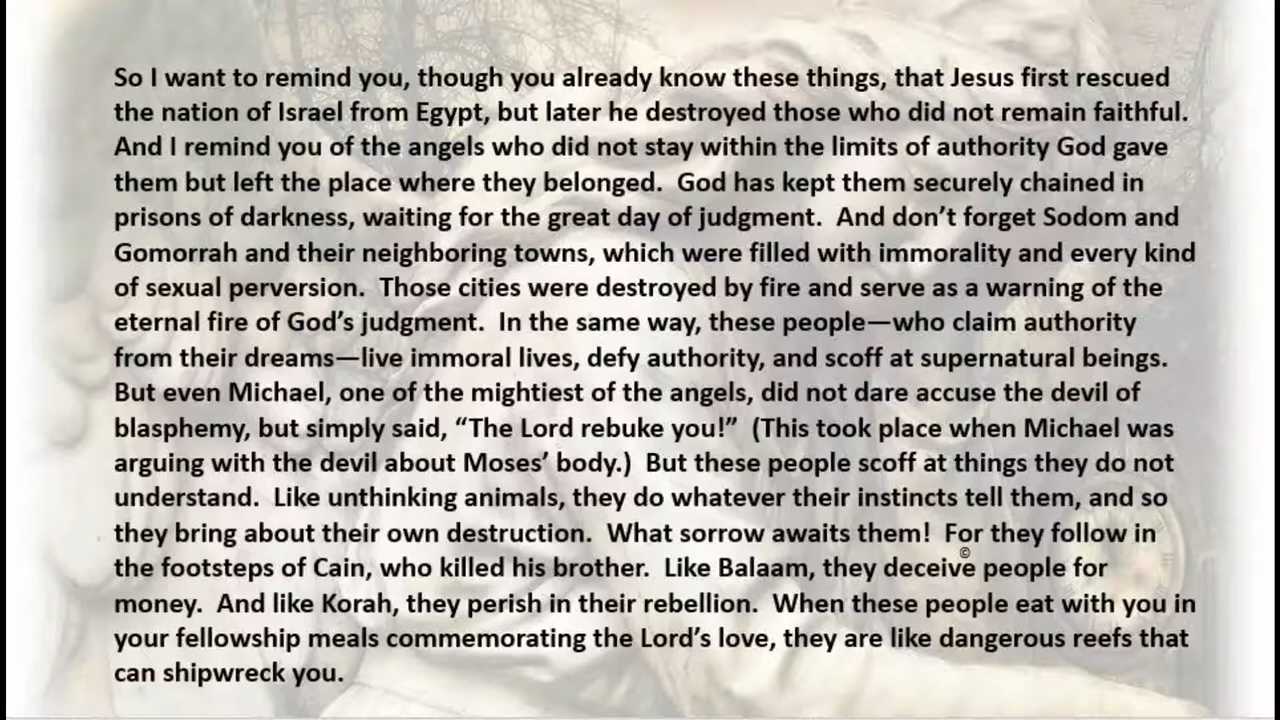 So I want to remind you, though you already know these things, that Jesus first rescued
the nation of Israel from Egypt, but later he destroyed those who did not remain faithful.
And I remind you of the angels who did not stay within the limits of authority God gave
them but left the place where they belonged.  God has kept them securely chained in
prisons of darkness, waiting for the great day of judgment.  And don’t forget Sodom and
Gomorrah and their neighboring towns, which were filled with immorality and every kind
of sexual perversion.  Those cities were destroyed by fire and serve as a warning of the
eternal fire of God’s judgment.  In the same way, these people—who claim authority
from their dreams—live immoral lives, defy authority, and scoff at supernatural beings.
But even Michael, one of the mightiest of the angels, did not dare accuse the devil of
blasphemy, but simply said, “The Lord rebuke you!”  (This took place when Michael was
arguing with the devil about Moses’ body.)  But these people scoff at things they do not
understand.  Like unthinking animals, they do whatever their instincts tell them, and so
they bring about their own destruction.  What sorrow awaits them!  For they follow in
©
the footsteps of Cain, who killed his brother.  Like Balaam, they deceive people for
money.  And like Korah, they perish in their rebellion.  When these people eat with you in
your fellowship meals commemorating the Lord’s love, they are like dangerous reefs that
can shipwreck you.